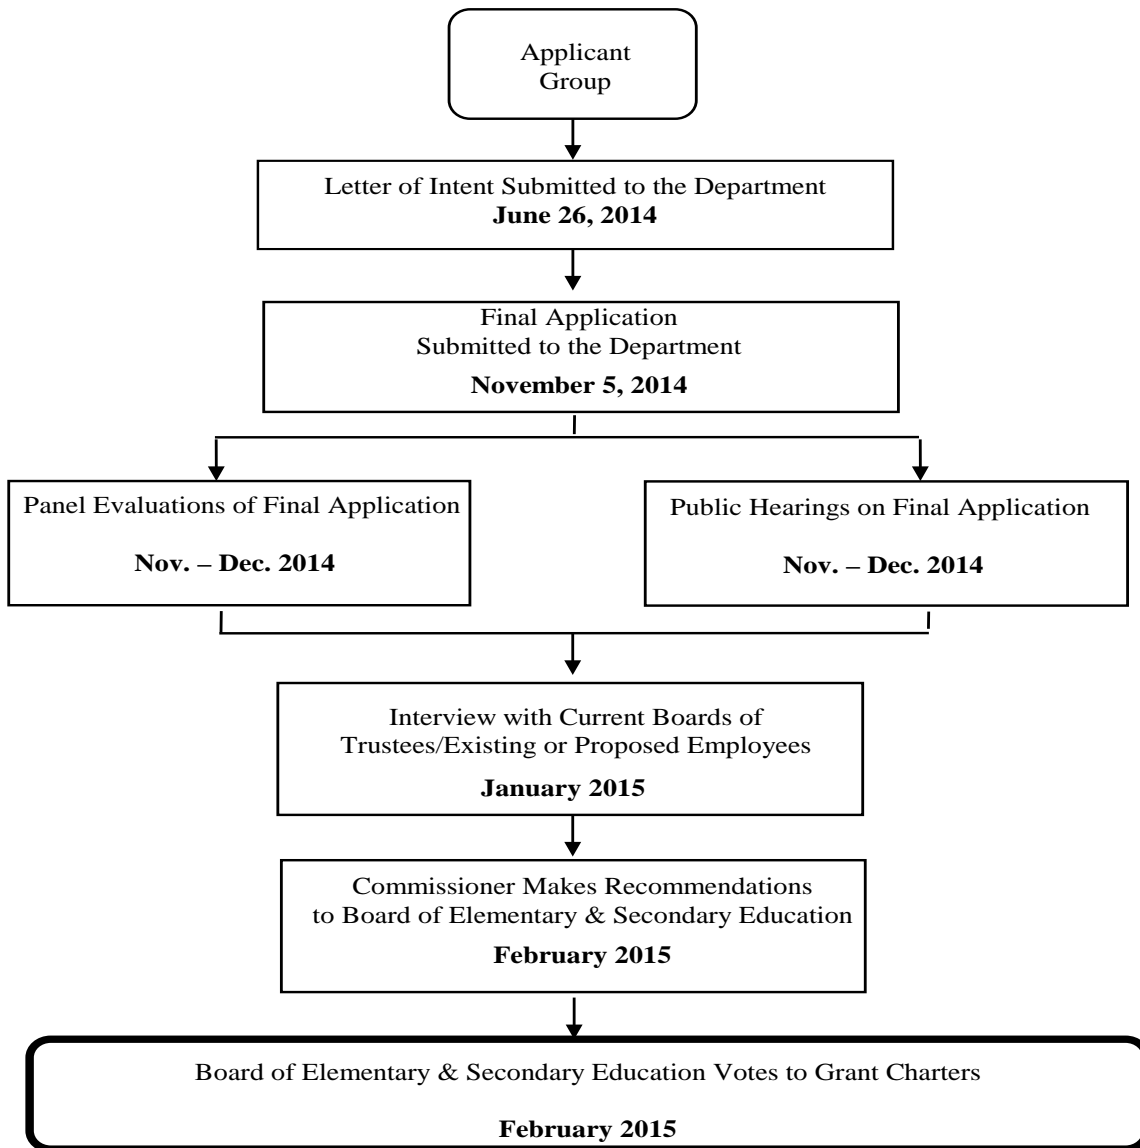 Applicant
Group
Letter of Intent Submitted to the Department
June 26, 2014
Final Application
Submitted to the Department
November 5, 2014
Panel Evaluations of Final Application
Nov. – Dec. 2014
Public Hearings on Final Application
Nov. – Dec. 2014
Interview with Current Boards of
Trustees/Existing or Proposed Employees
January 2015
Commissioner Makes Recommendations
to Board of Elementary & Secondary Education
February 2015
Board of Elementary & Secondary Education Votes to Grant Charters
February 2015